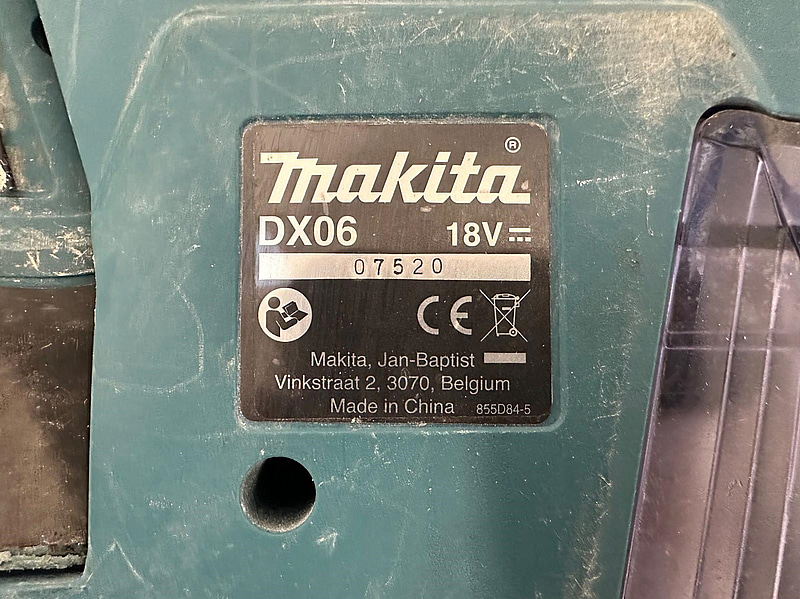 Makita®
DX06 18V
07520
CE
Makita, Jan-Baptist
Vinkstraat 2, 3070, Belgium
Made in China 855D84-5